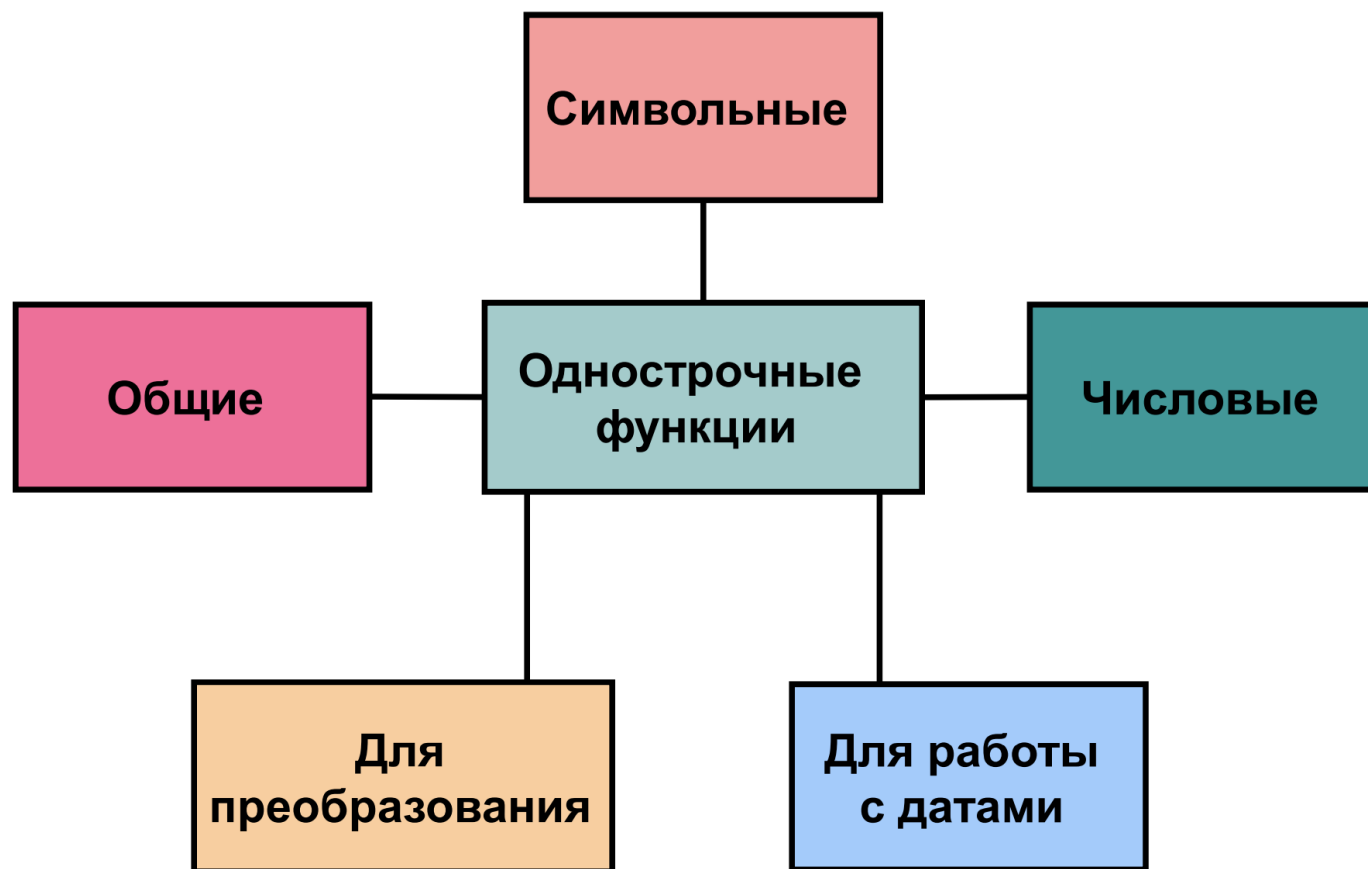 Символьные
Общие
Однострочные
функции
Числовые
Для
преобразования
Для работы
с датами